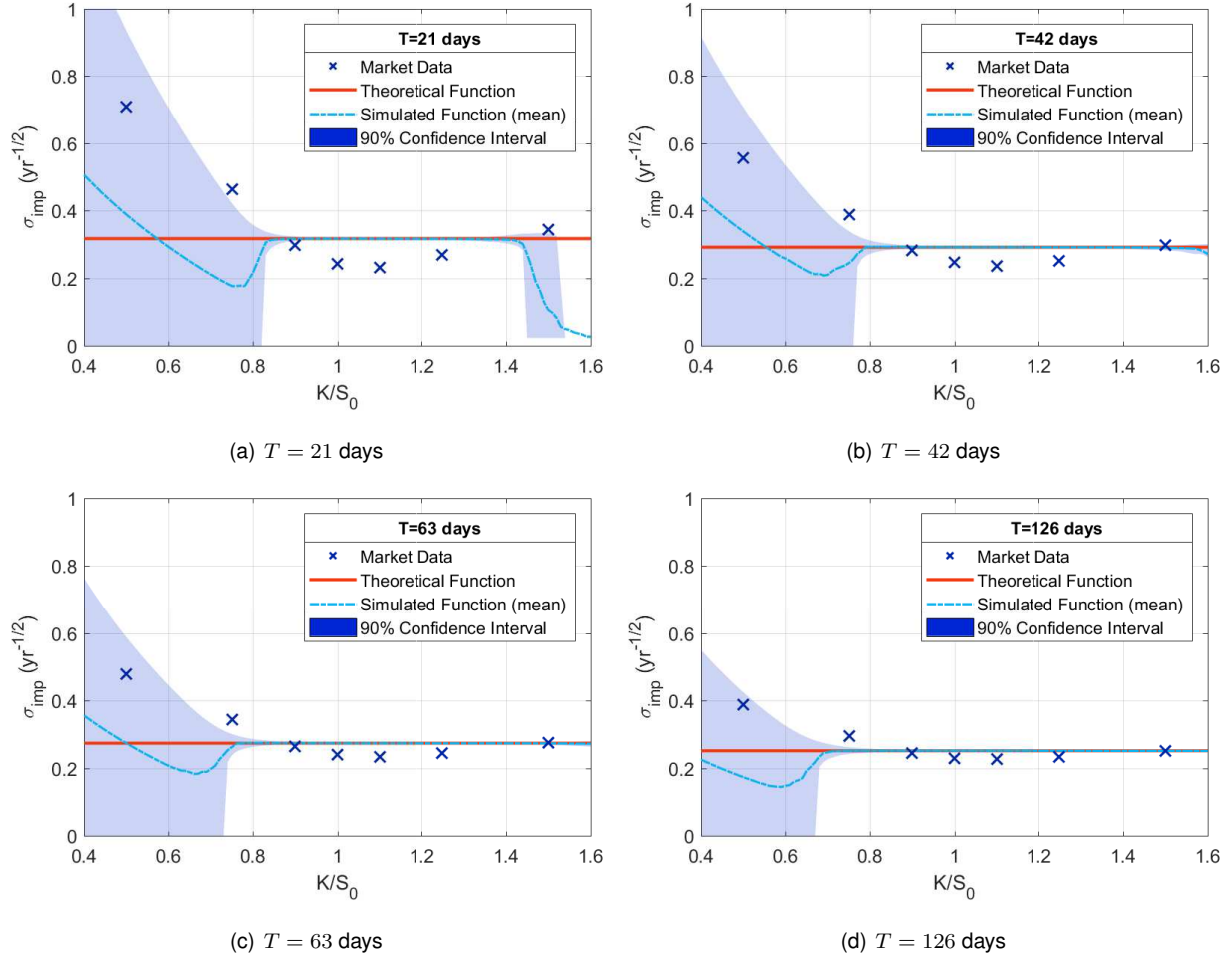 T=21 days
Market Data
Theoretical Function
Simulated Function (mean)
90% Confidence Interval
1
0.8
0.6
0.4
0.2
0
σimp (yr-1/2)
0.4 0.6 0.8 1 1.2 1.4 1.6
K/S0
(a) T = 21 days
T=42 days
Market Data
Theoretical Function
Simulated Function (mean)
90% Confidence Interval
1
0.8
0.6
0.4
0.2
0
σimp (yr-1/2)
0.4 0.6 0.8 1 1.2 1.4 1.6
K/S0
(b) T = 42 days
T=63 days
Market Data
Theoretical Function
Simulated Function (mean)
90% Confidence Interval
1
0.8
0.6
0.4
0.2
0
σimp (yr-1/2)
0.4 0.6 0.8 1 1.2 1.4 1.6
K/S0
(c) T = 63 days
T=126 days
Market Data
Theoretical Function
Simulated Function (mean)
90% Confidence Interval
1
0.8
0.6
0.4
0.2
0
σimp (yr-1/2)
0.4 0.6 0.8 1 1.2 1.4 1.6
K/S0
(d) T = 126 days